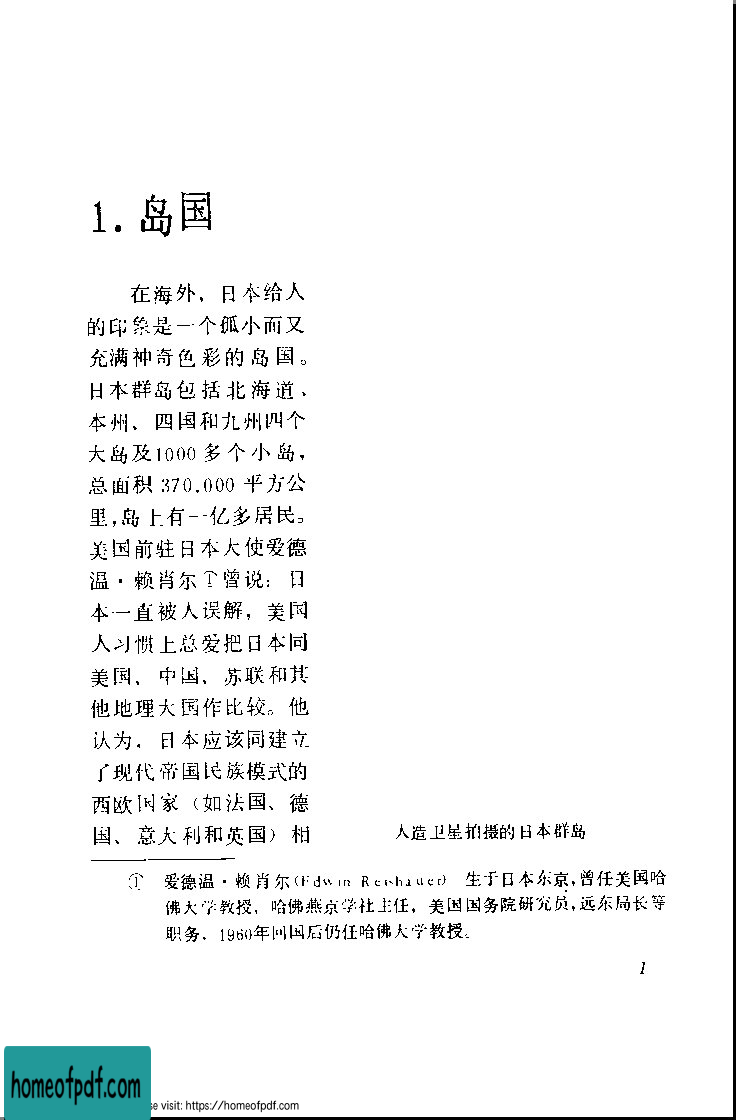 1. 岛国
在海外，日本给人
的印象是一个孤小而又
充满神奇色彩的岛国。
日本群岛包括北海道、
本州、四国和九州四个
大岛及1000多个小岛，
总面积370,000平方公
里，岛上有一亿多居民。
美国前驻日本大使爱德
温·赖肖尔①曾说：日
本一直被人误解，美国
人习惯上总爱把日本同
美国、中国、苏联和其
他地理大国作比较。他
认为，日本应该同建立
了现代帝国民族模式的
西欧国家（如法国、德
国、意大利和英国）相
人造卫星拍摄的日本群岛
① 爱德温·赖肖尔(Edwin Reishauer) 生于日本东京，曾任美国哈
佛大学教授，哈佛燕京学社主任，美国国务院研究员，远东局长等
职务。1960年回国后仍任哈佛大学教授。
1
homeofpdf.com
se visit: https://homeofpdf.com